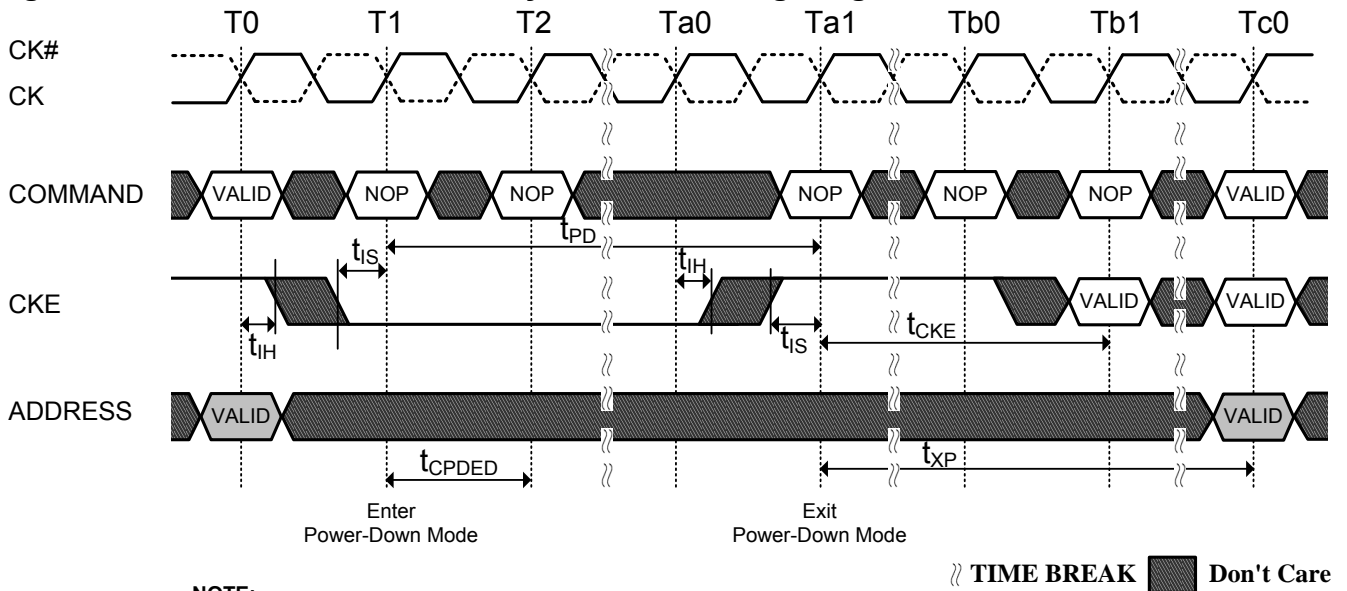 T0 T1 T2 Ta0 Ta1 Tb0 Tb1 Tc0
CK#
CK
COMMAND VALID NOP NOP NOP NOP NOP VALID
tPD
tIS tIH
CKE VALID VALID
tIH tIS tCKE
ADDRESS VALID VALID
tCPDED tXP
Enter
Power-Down Mode
Exit
Power-Down Mode
TIME BREAK Don't Care
NOTE: